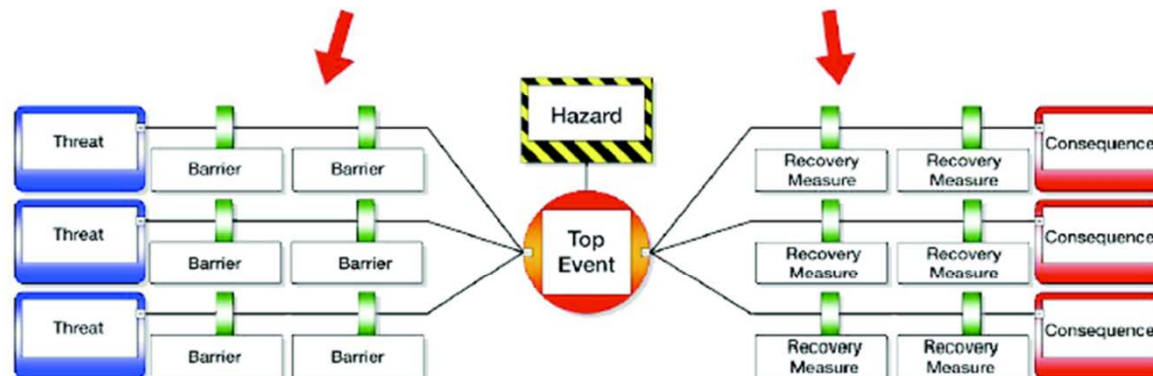 Hazard
Threat
Barrier
Barrier
Recovery
Measure
Recovery
Measure
Consequence
Threat
Barrier
Barrier
Top
Event
Recovery
Measure
Recovery
Measure
Consequence
Threat
Barrier
Barrier
Recovery
Measure
Recovery
Measure
Consequence